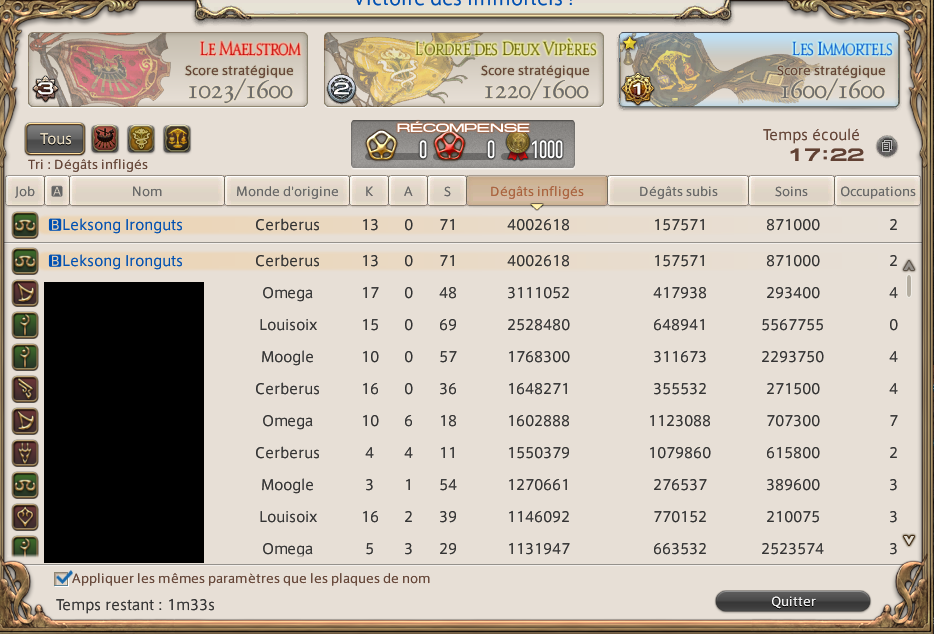 Victoire des Immortels !
LE MAELSTROM
Score stratégique
3 1023/1600
L'ORDRE DES DEUX VIPÈRES
Score stratégique
2 1220/1600
LES IMMORTELS
Score stratégique
1 1600/1600
Tous
Tri : Dégâts infligés
RÉCOMPENSE
0 0 1000
Temps écoulé
17:22
Job A Nom Monde d'origine K A S Dégâts infligés Dégâts subis Soins Occupations
B Leksong Ironguts Cerberus 13 0 71 4002618 157571 871000 2
B Leksong Ironguts Cerberus 13 0 71 4002618 157571 871000 2
Omega 17 0 48 3111052 417938 293400 4
Louisoix 15 0 69 2528480 648941 5567755 0
Moogle 10 0 57 1768300 311673 2293750 4
Cerberus 16 0 36 1648271 355532 271500 4
Omega 10 6 18 1602888 1123088 707300 7
Cerberus 4 4 11 1550379 1079860 615800 2
Moogle 3 1 54 1270661 276537 389600 3
Louisoix 16 2 39 1146092 770152 210075 3
Omega 5 3 29 1131947 663532 2523574 3
Appliquer les mêmes paramètres que les plaques de nom
Temps restant : 1m33s
Quitter